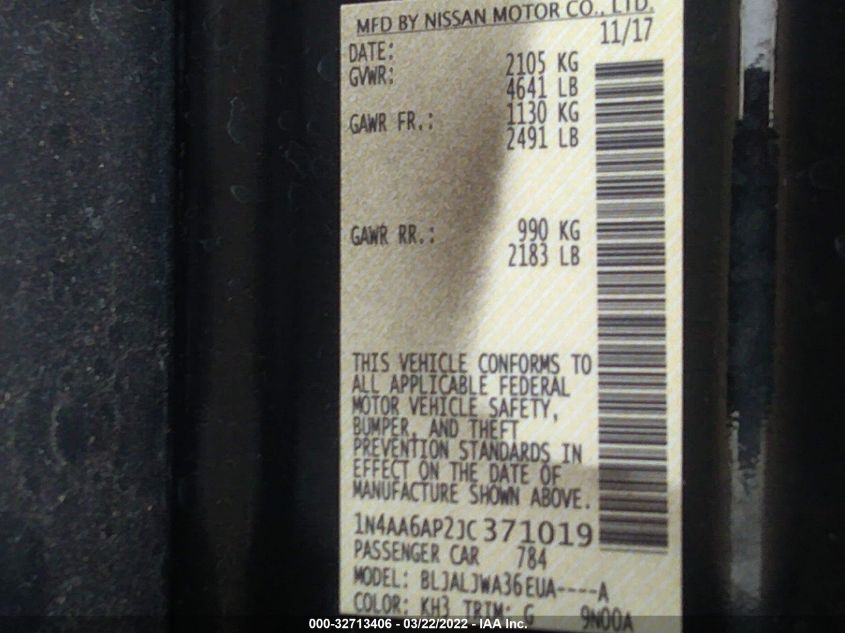 MFD BY NISSAN MOTOR CO., LTD.
DATE: 11/17
GVWR: 2105 KG
4641 LB
GAWR FR.: 1130 KG
2491 LB
GAWR RR.: 990 KG
2183 LB
THIS VEHICLE CONFORMS TO
ALL APPLICABLE FEDERAL
MOTOR VEHICLE SAFETY,
BUMPER, AND THEFT
PREVENTION STANDARDS IN
EFFECT ON THE DATE OF
MANUFACTURE SHOWN ABOVE.
1N4AA6AP2JC371019
PASSENGER CAR 784
MODEL: BLJALJWA36EUA----A
COLOR: KH3 TRIM: G 9N00A
000-32713406 - 03/22/2022 - IAA Inc.